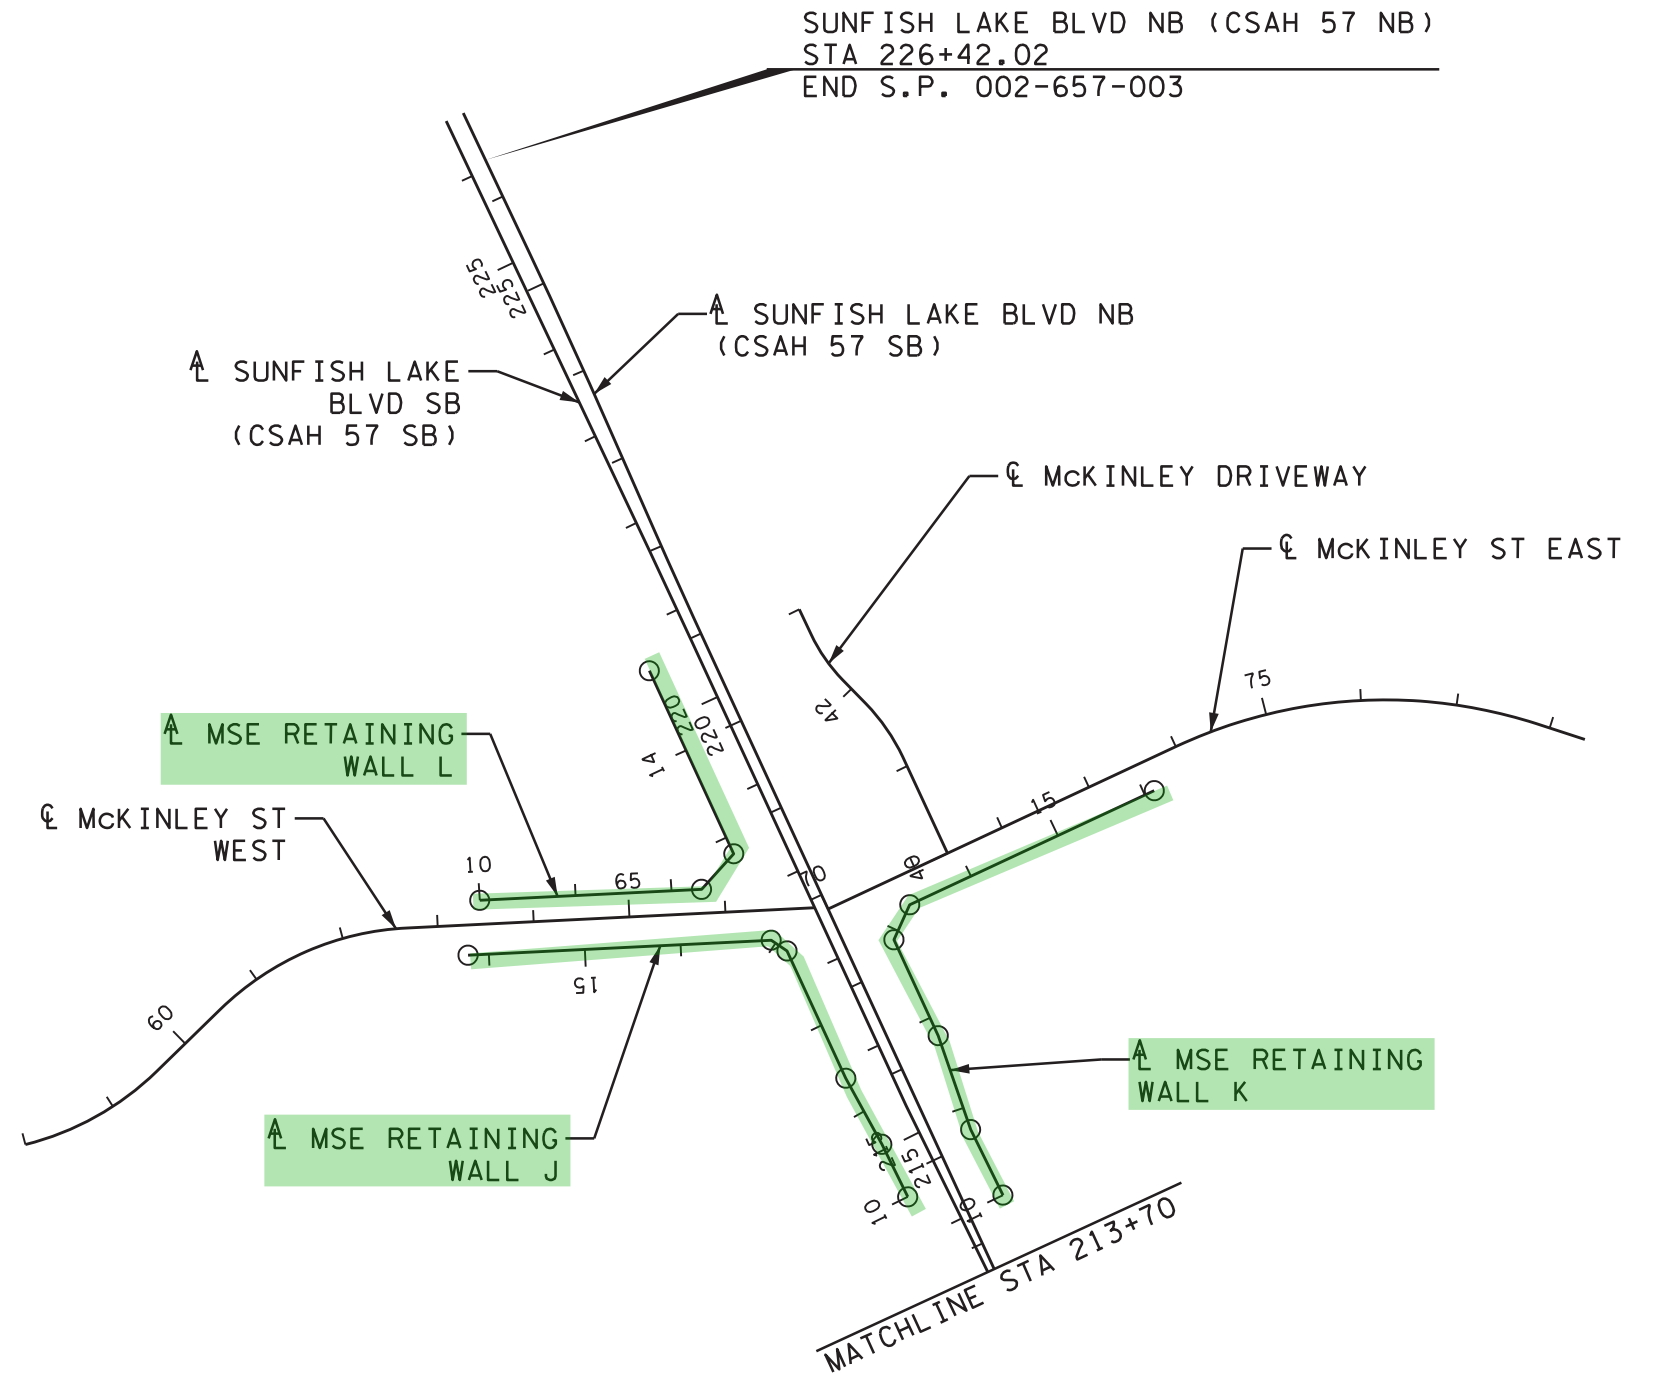 SUNFISH LAKE BLVD NB (CSAH 57 NB)
STA 226+42.02
END S.P. 002-657-003
225
225
SUNFISH LAKE BLVD NB
(CSAH 57 SB)
SUNFISH LAKE
BLVD SB
(CSAH 57 SB)
℄ McKINLEY DRIVEWAY
℄ McKINLEY ST EAST
75
220
220
42
14
MSE RETAINING
WALL L
℄ McKINLEY ST
WEST
15
10
65
70
40
15
60
MSE RETAINING
WALL K
MSE RETAINING
WALL J
215
215
10
10
MATCHLINE STA 213+70